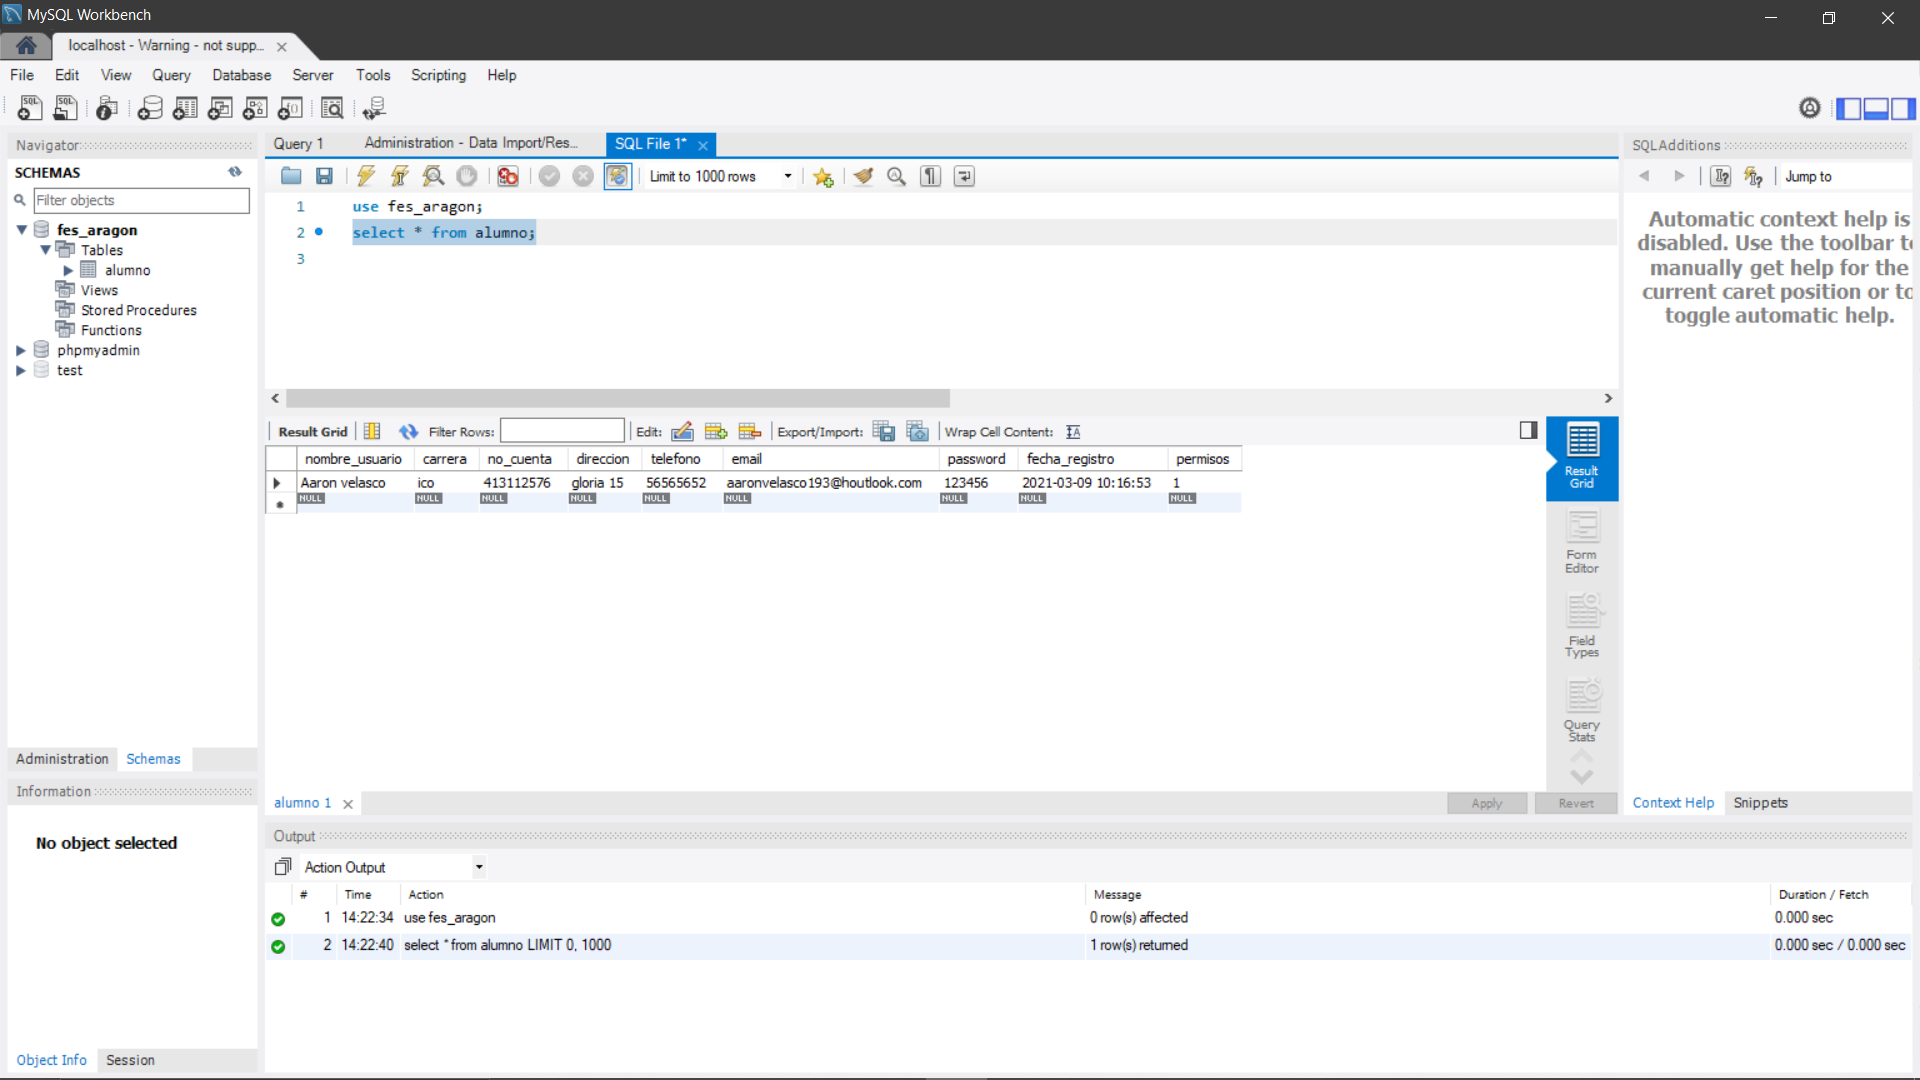 MySQL Workbench
localhost - Warning - not supp...
File Edit View Query Database Server Tools Scripting Help
Navigator
SCHEMAS
Filter objects
fes_aragon
Tables
alumno
Views
Stored Procedures
Functions
phpmyadmin
test
Administration Schemas
Information
No object selected
Object Info Session
Query 1 Administration - Data Import/Res... SQL File 1*
Limit to 1000 rows
1 use fes_aragon;
2 select * from alumno;
3
Result Grid Filter Rows: Edit: Export/Import: Wrap Cell Content:
nombre_usuario carrera no_cuenta direccion telefono email password fecha_registro permisos
Aaron velasco ico 413112576 gloria 15 56565652 aaronvelasco193@houtlook.com 123456 2021-03-09 10:16:53 1
NULL NULL NULL NULL NULL NULL NULL NULL NULL
Result
Grid
Form
Editor
Field
Types
Query
Stats
alumno 1 Apply Revert
SQLAdditions
Jump to
Automatic context help is
disabled. Use the toolbar t
manually get help for the
current caret position or to
toggle automatic help.
Context Help Snippets
Output
Action Output
# Time Action Message Duration / Fetch
1 14:22:34 use fes_aragon 0 row(s) affected 0.000 sec
2 14:22:40 select * from alumno LIMIT 0, 1000 1 row(s) returned 0.000 sec / 0.000 sec